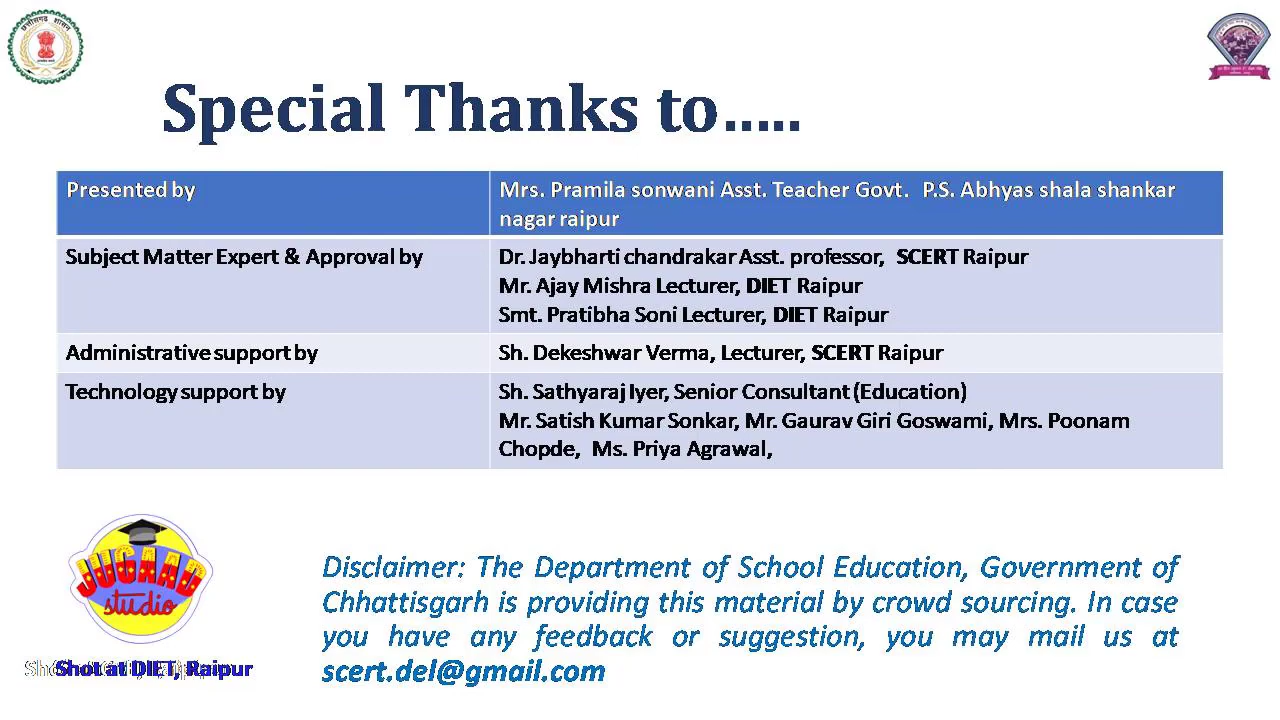 छत्तीसगढ़ शासन
Special Thanks to.....
Presented by
Mrs. Pramila sonwani Asst. Teacher Govt. P.S. Abhyas shala shankar
nagar raipur
Subject Matter Expert & Approval by
Dr. Jaybharti chandrakar Asst. professor, SCERT Raipur
Mr. Ajay Mishra Lecturer, DIET Raipur
Smt. Pratibha Soni Lecturer, DIET Raipur
Administrative support by
Sh. Dekeshwar Verma, Lecturer, SCERT Raipur
Technology support by
Sh. Sathyaraj Iyer, Senior Consultant (Education)
Mr. Satish Kumar Sonkar, Mr. Gaurav Giri Goswami, Mrs. Poonam
Chopde, Ms. Priya Agrawal,
JUGAAD
studio
Shot at DIET, Raipur
Disclaimer: The Department of School Education, Government of
Chhattisgarh is providing this material by crowd sourcing. In case
you have any feedback or suggestion, you may mail us at
scert.del@gmail.com